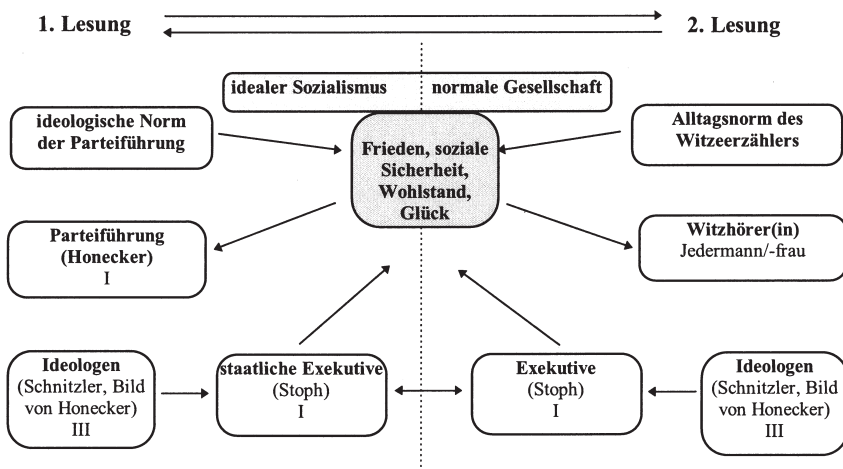 1. Lesung
2. Lesung
idealer Sozialismus
normale Gesellschaft
ideologische Norm
der Parteiführung
Frieden, soziale
Sicherheit,
Wohlstand,
Glück
Alltagsnorm des
Witzeerzählers
Parteiführung
(Honecker)
I
Witzhörer(in)
Jedermann/-frau
Ideologen
(Schnitzler, Bild
von Honecker)
III
staatliche Exekutive
(Stoph)
I
Exekutive
(Stoph)
I
Ideologen
(Schnitzler, Bild
von Honecker)
III